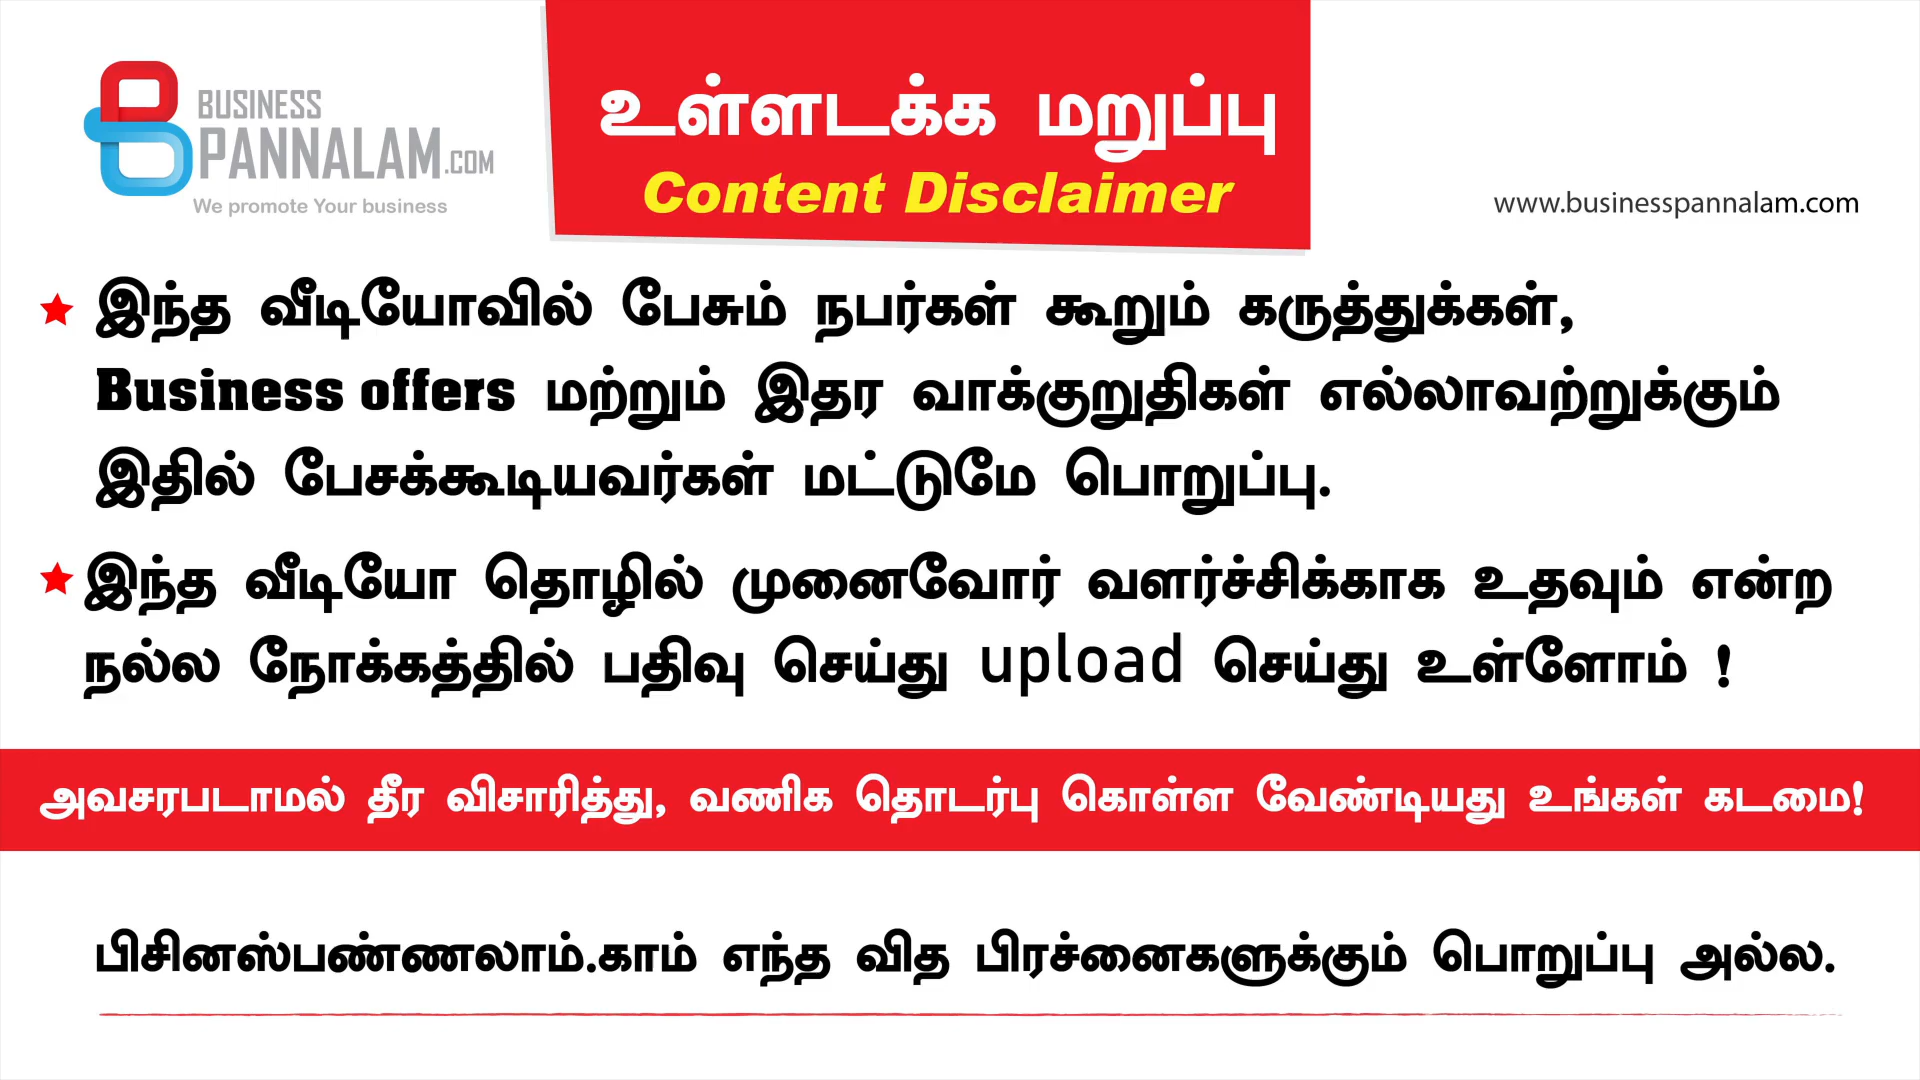 BUSINESS
PANNALAM.COM
We promote Your business
உள்ளடக்க மறுப்பு
Content Disclaimer
www.businesspannalam.com
இந்த வீடியோவில் பேசும் நபர்கள் கூறும் கருத்துக்கள்,
Business offers மற்றும் இதர வாக்குறுதிகள் எல்லாவற்றுக்கும்
இதில் பேசக்கூடியவர்கள் மட்டுமே பொறுப்பு.
இந்த வீடியோ தொழில் முனைவோர் வளர்ச்சிக்காக உதவும் என்ற
நல்ல நோக்கத்தில் பதிவு செய்து upload செய்து உள்ளோம் !
அவசரபடாமல் தீர விசாரித்து, வணிக தொடர்பு கொள்ள வேண்டியது உங்கள் கடமை!
பிசினஸ்பண்ணலாம்.காம் எந்த வித பிரச்னைகளுக்கும் பொறுப்பு அல்ல.